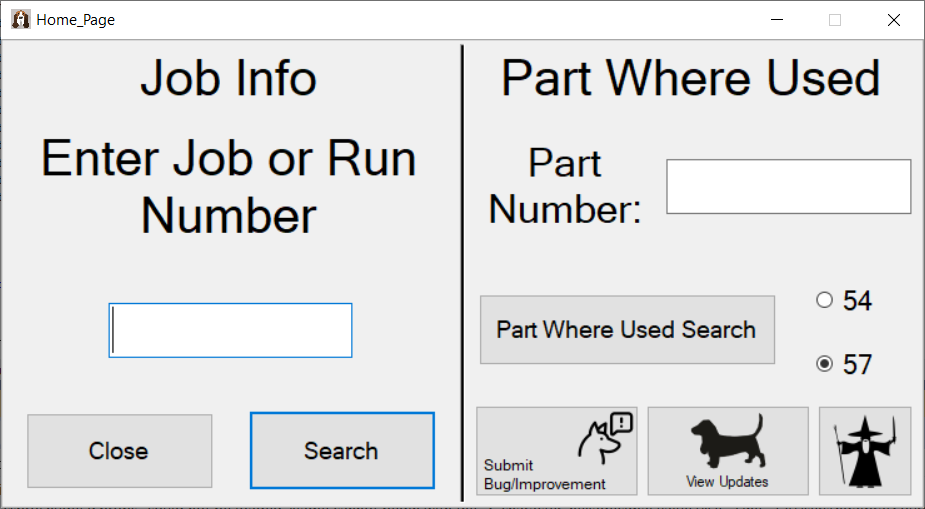 Home_Page
Job Info
Enter Job or Run
Number
Close
Search
Part Where Used
Part
Number:
Part Where Used Search
54
57
Submit
Bug/Improvement
!
View Updates